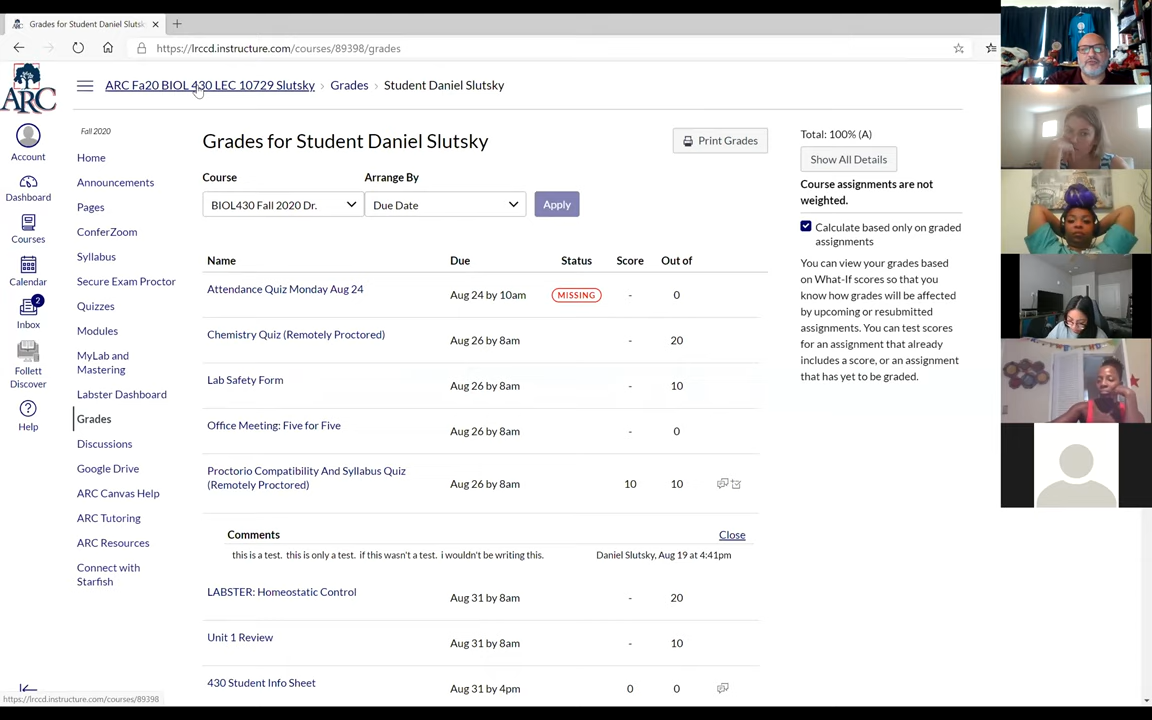 Grades for Student Daniel Slutsk
https://lrccd.instructure.com/courses/89398/grades
ARC
ARC Fa20 BIOL 430 LEC 10729 Slutsky › Grades › Student Daniel Slutsky
Account
Dashboard
Courses
Calendar
2
Inbox
Follett
Discover
Help
Fall 2020
Home
Announcements
Pages
ConferZoom
Syllabus
Secure Exam Proctor
Quizzes
Modules
MyLab and
Mastering
Labster Dashboard
Grades
Discussions
Google Drive
ARC Canvas Help
ARC Tutoring
ARC Resources
Connect with
Starfish
Grades for Student Daniel Slutsky
Print Grades
Course Arrange By
BIOL430 Fall 2020 Dr. Due Date Apply
Name Due Status Score Out of
Attendance Quiz Monday Aug 24 Aug 24 by 10am MISSING - 0
Chemistry Quiz (Remotely Proctored) Aug 26 by 8am - 20
Lab Safety Form Aug 26 by 8am - 10
Office Meeting: Five for Five Aug 26 by 8am - 0
Proctorio Compatibility And Syllabus Quiz
(Remotely Proctored) Aug 26 by 8am 10 10
Comments Close
this is a test. this is only a test. if this wasn't a test. i wouldn't be writing this. Daniel Slutsky, Aug 19 at 4:41pm
LABSTER: Homeostatic Control Aug 31 by 8am - 20
Unit 1 Review Aug 31 by 8am - 10
430 Student Info Sheet Aug 31 by 4pm 0 0
Total: 100% (A)
Show All Details
Course assignments are not
weighted.
Calculate based only on graded
assignments
You can view your grades based
on What-If scores so that you
know how grades will be affected
by upcoming or resubmitted
assignments. You can test scores
for an assignment that already
includes a score, or an assignment
that has yet to be graded.
https://lrccd.instructure.com/courses/89398